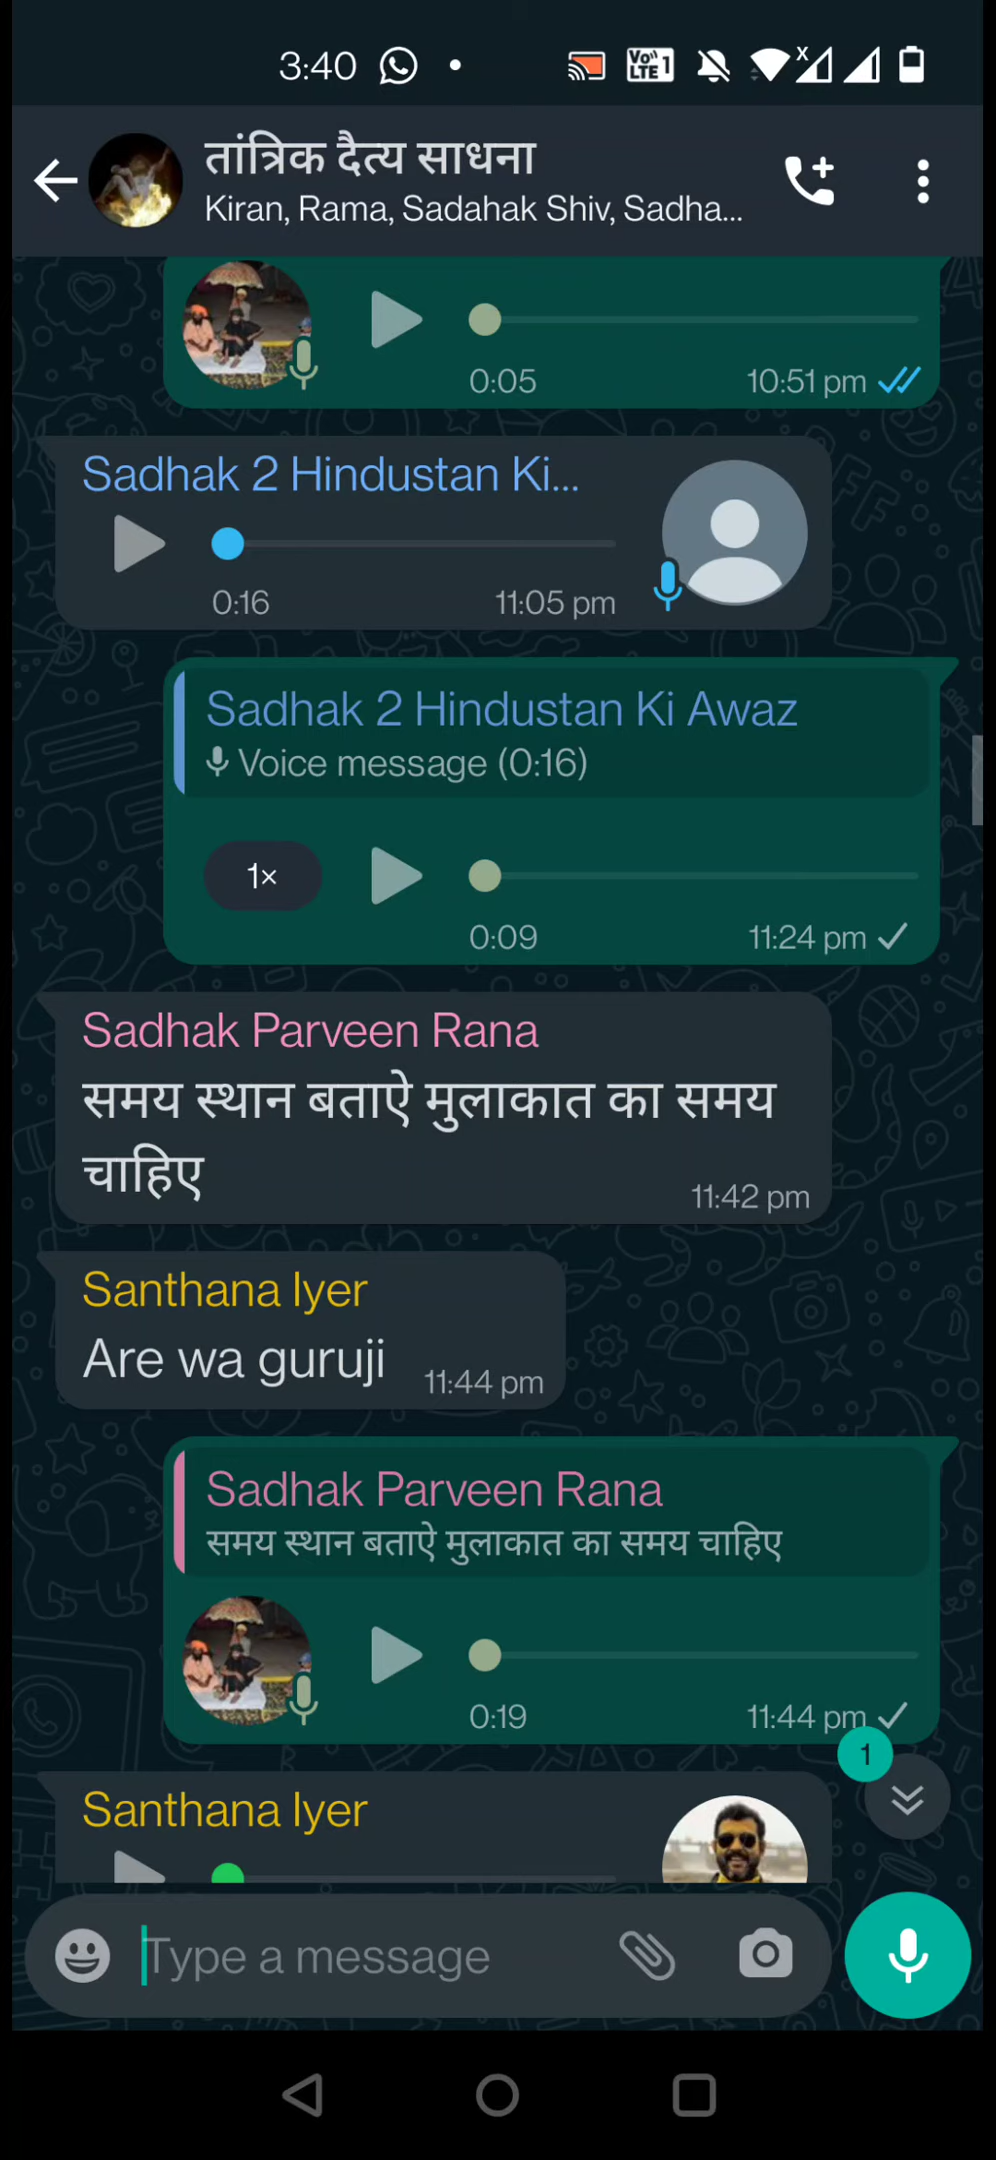 3:40
Vo)) 1
LTE
x
तांत्रिक दैत्य साधना
Kiran, Rama, Sadahak Shiv, Sadha...
0:05 10:51 pm
Sadhak 2 Hindustan Ki...
0:16 11:05 pm
Sadhak 2 Hindustan Ki Awaz
Voice message (0:16)
1×
0:09 11:24 pm
Sadhak Parveen Rana
समय स्थान बताऐ मुलाकात का समय
चाहिए
11:42 pm
Santhana Iyer
Are wa guruji 11:44 pm
Sadhak Parveen Rana
समय स्थान बताऐ मुलाकात का समय चाहिए
0:19 11:44 pm
1
Santhana Iyer
Type a message